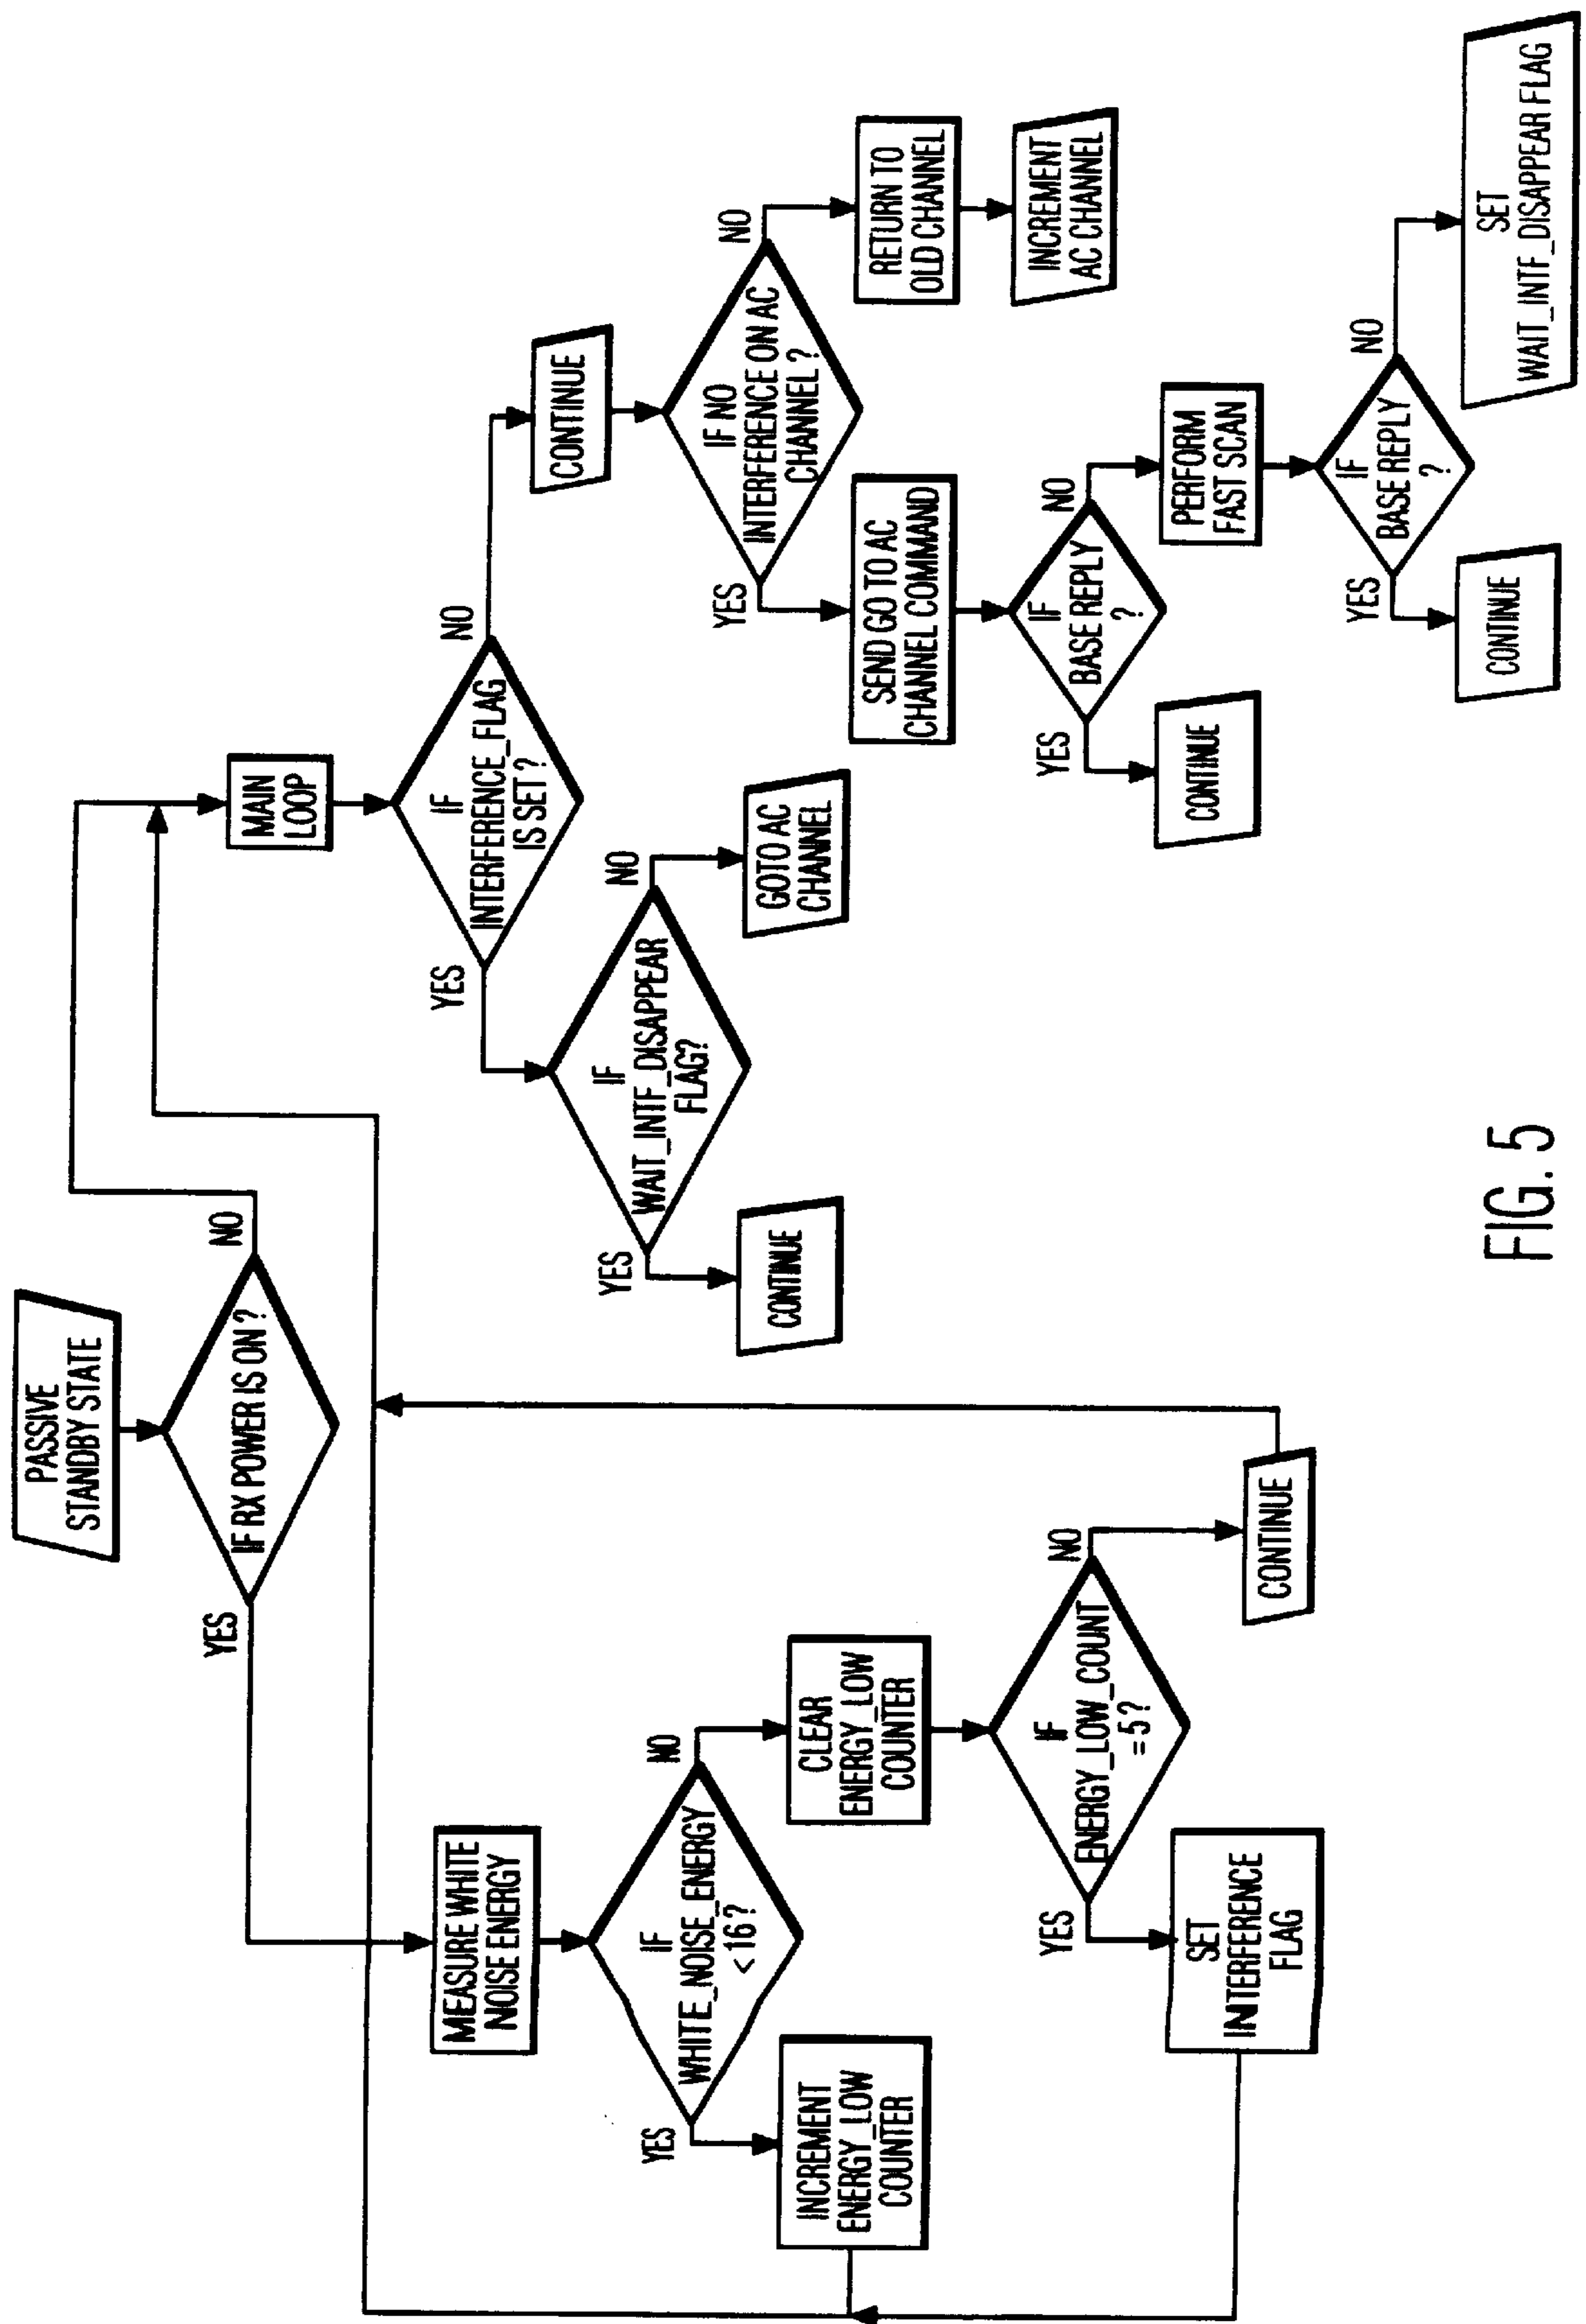 PASSIVE
STANDBY STATE
IF RX POWER IS ON ?
YES
NO
MEASURE WHITE
NOISE ENERGY
IF
WHITE_NOISE_ENERGY
< 16 ?
YES
NO
INCREMENT
ENERGY_LOW
COUNTER
CLEAR
ENERGY_LOW
COUNTER
IF
ENERGY_LOW_COUNT
= 5 ?
YES
NO
SET
INTERFERENCE
FLAG
CONTINUE
MAIN
LOOP
IF
INTERFERENCE_FLAG
IS SET ?
YES
NO
IF
WAIT_INTF_DISAPPEAR
FLAG?
YES
NO
CONTINUE
GOTO AC
CHANNEL
CONTINUE
IF NO
INTERFERENCE ON AC
CHANNEL ?
YES
NO
SEND GO TO AC
CHANNEL COMMAND
RETURN TO
OLD CHANNEL
INCREMENT
AC CHANNEL
IF
BASE REPLY
?
YES
NO
CONTINUE
PERFORM
FAST SCAN
IF
BASE REPLY
?
YES
NO
CONTINUE
SET
WAIT_INTF_DISAPPEAR FLAG
FIG. 5